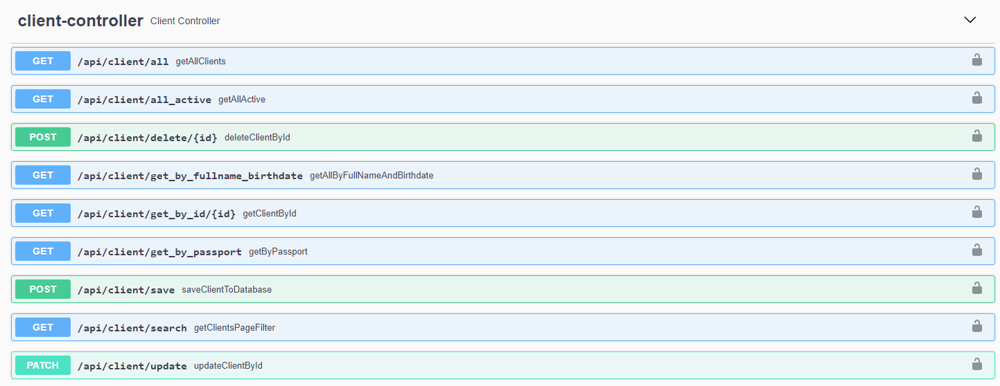 client-controller Client Controller
GET /api/client/all getAllClients
GET /api/client/all_active getAllActive
POST /api/client/delete/{id} deleteClientById
GET /api/client/get_by_fullname_birthdate getAllByFullNameAndBirthdate
GET /api/client/get_by_id/{id} getClientById
GET /api/client/get_by_passport getByPassport
POST /api/client/save saveClientToDatabase
GET /api/client/search getClientsPageFilter
PATCH /api/client/update updateClientById